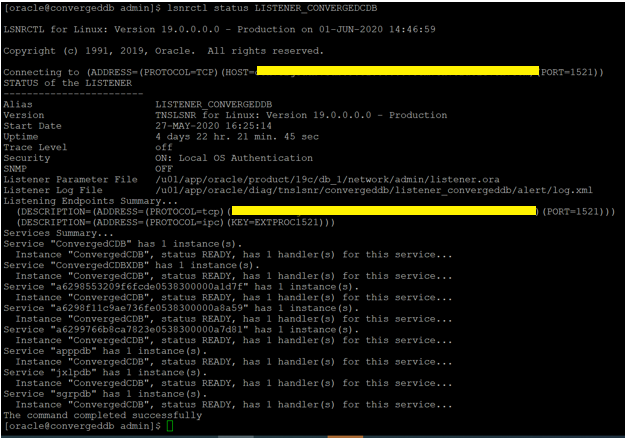 [oracle@convergeddb admin]$ lsnrctl status LISTENER_CONVERGEDCDB
LSNRCTL for Linux: Version 19.0.0.0.0 - Production on 01-JUN-2020 14:46:59
Copyright (c) 1991, 2019, Oracle.  All rights reserved.
Connecting to (ADDRESS=(PROTOCOL=TCP)(HOST= (PORT=1521))
STATUS of the LISTENER
------------------------
Alias                     LISTENER_CONVERGEDDB
Version                   TNSLSNR for Linux: Version 19.0.0.0.0 - Production
Start Date                27-MAY-2020 16:25:14
Uptime                    4 days 22 hr. 21 min. 45 sec
Trace Level               off
Security                  ON: Local OS Authentication
SNMP                      OFF
Listener Parameter File   /u01/app/oracle/product/19c/db_1/network/admin/listener.ora
Listener Log File         /u01/app/oracle/diag/tnslsnr/convergeddb/listener_convergeddb/alert/log.xml
Listening Endpoints Summary...
  (DESCRIPTION=(ADDRESS=(PROTOCOL=tcp)( )(PORT=1521)))
  (DESCRIPTION=(ADDRESS=(PROTOCOL=ipc)(KEY=EXTPROC1521)))
Services Summary...
Service "ConvergedCDB" has 1 instance(s).
  Instance "ConvergedCDB", status READY, has 1 handler(s) for this service...
Service "ConvergedCDBXDB" has 1 instance(s).
  Instance "ConvergedCDB", status READY, has 1 handler(s) for this service...
Service "a6298553209f6fcde0538300000a1d7f" has 1 instance(s).
  Instance "ConvergedCDB", status READY, has 1 handler(s) for this service...
Service "a6298f11c9ae736fe0538300000a8a59" has 1 instance(s).
  Instance "ConvergedCDB", status READY, has 1 handler(s) for this service...
Service "a6299766b8ca7823e0538300000a7d81" has 1 instance(s).
  Instance "ConvergedCDB", status READY, has 1 handler(s) for this service...
Service "apppdb" has 1 instance(s).
  Instance "ConvergedCDB", status READY, has 1 handler(s) for this service...
Service "jxlpdb" has 1 instance(s).
  Instance "ConvergedCDB", status READY, has 1 handler(s) for this service...
Service "sgrpdb" has 1 instance(s).
  Instance "ConvergedCDB", status READY, has 1 handler(s) for this service...
The command completed successfully
[oracle@convergeddb admin]$